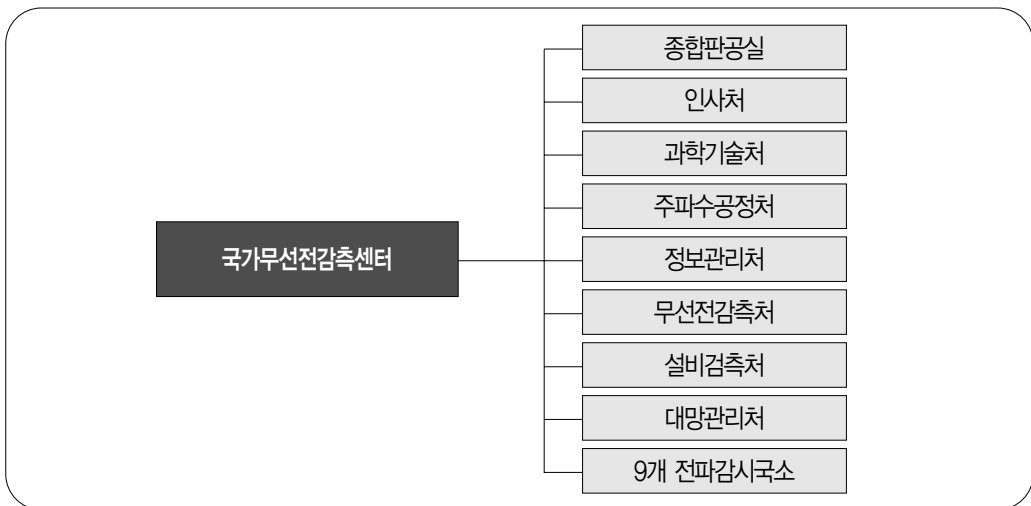 종합판공실
인사처
과학기술처
주파수공정처
국가무선전감측센터
정보관리처
무선전감측처
설비검측처
대망관리처
9개 전파감시국소